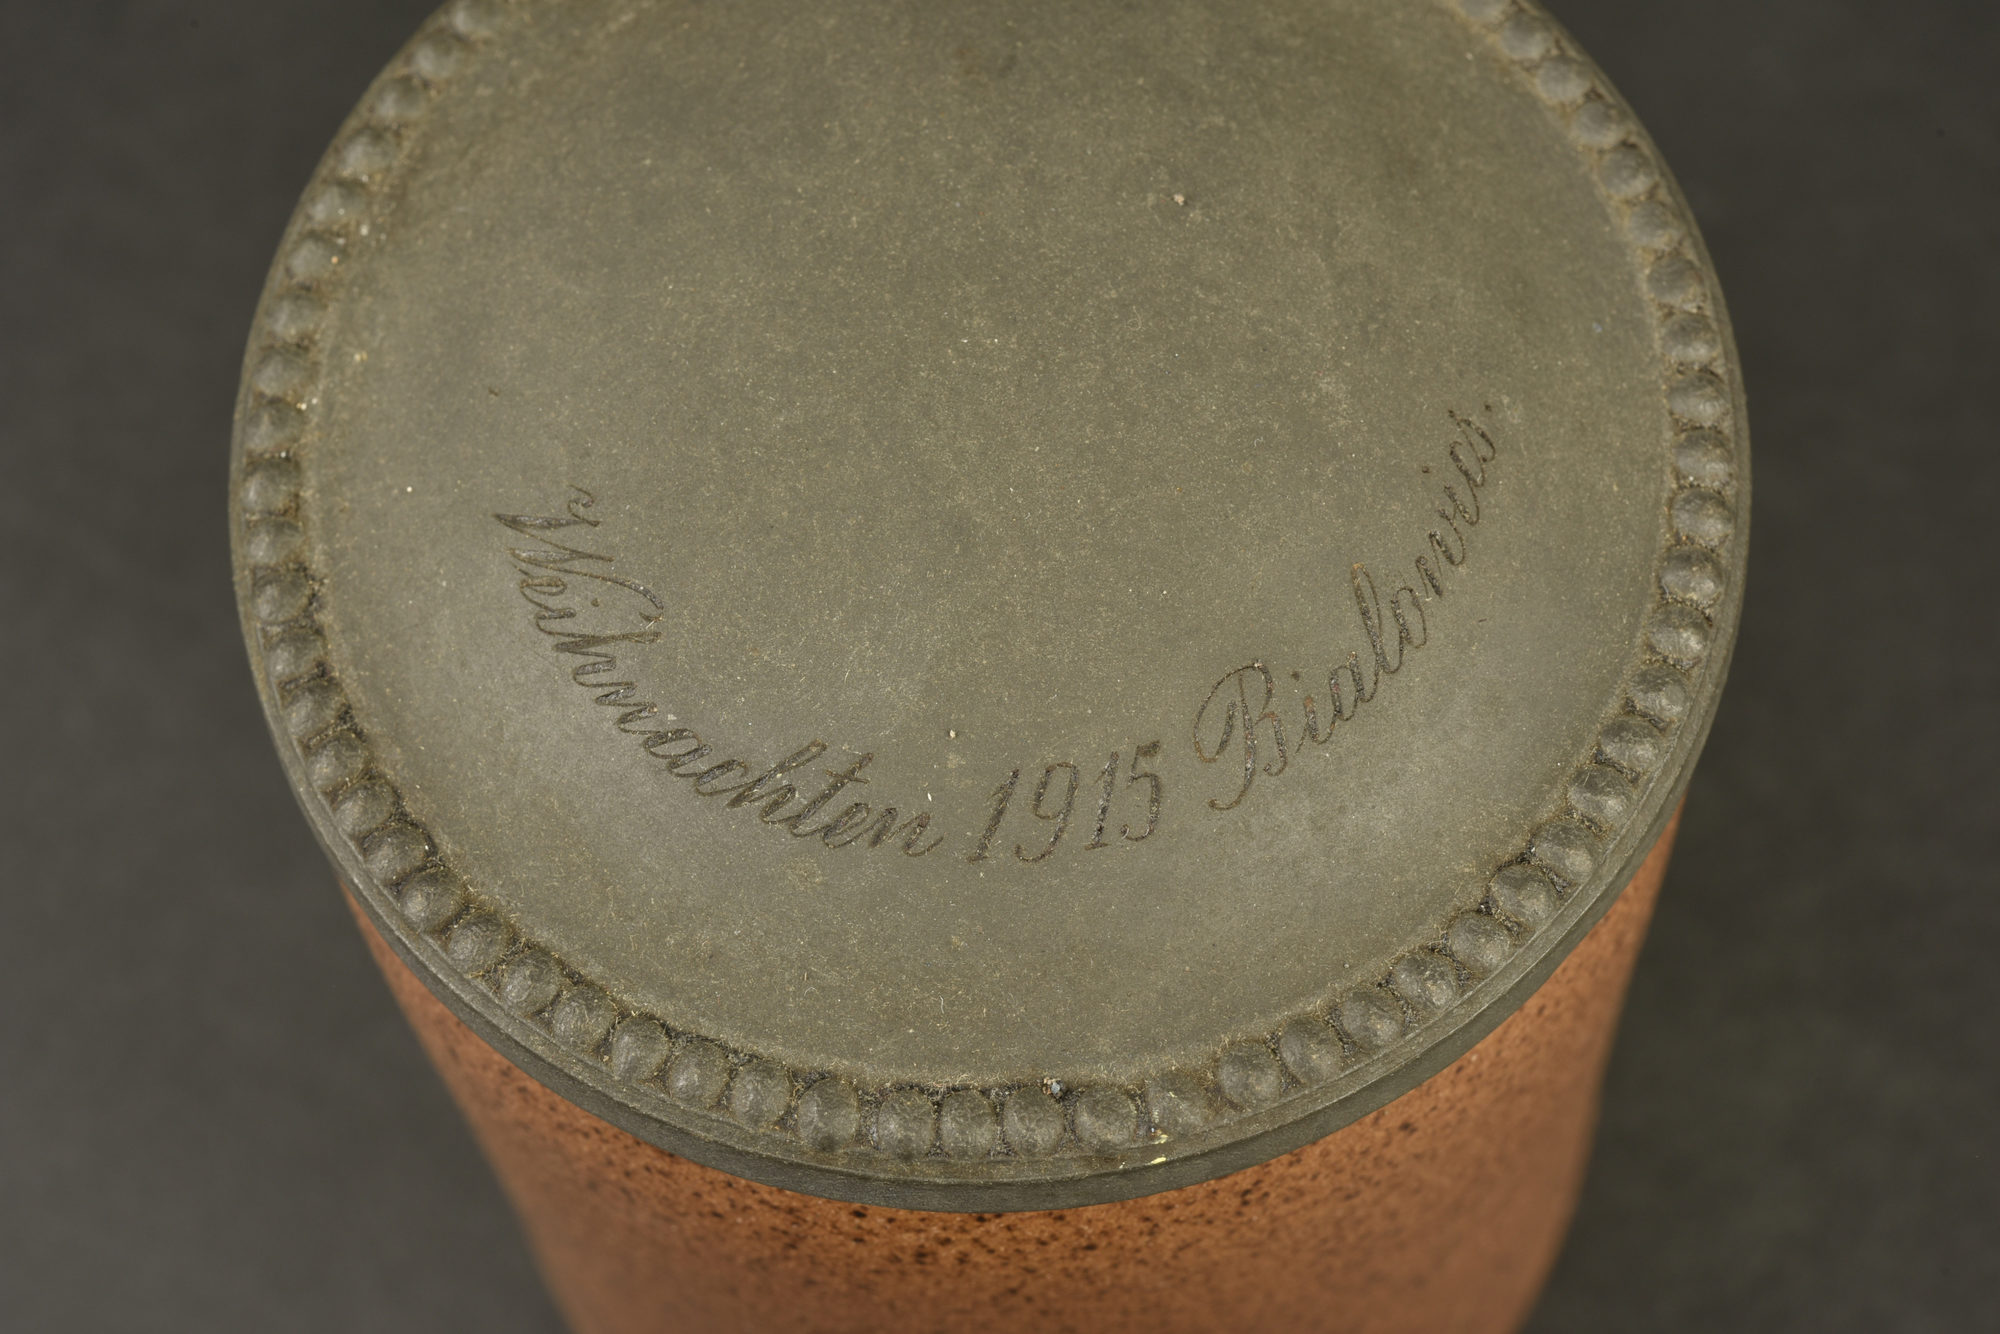 Weihnachten 1915 Bialowies.